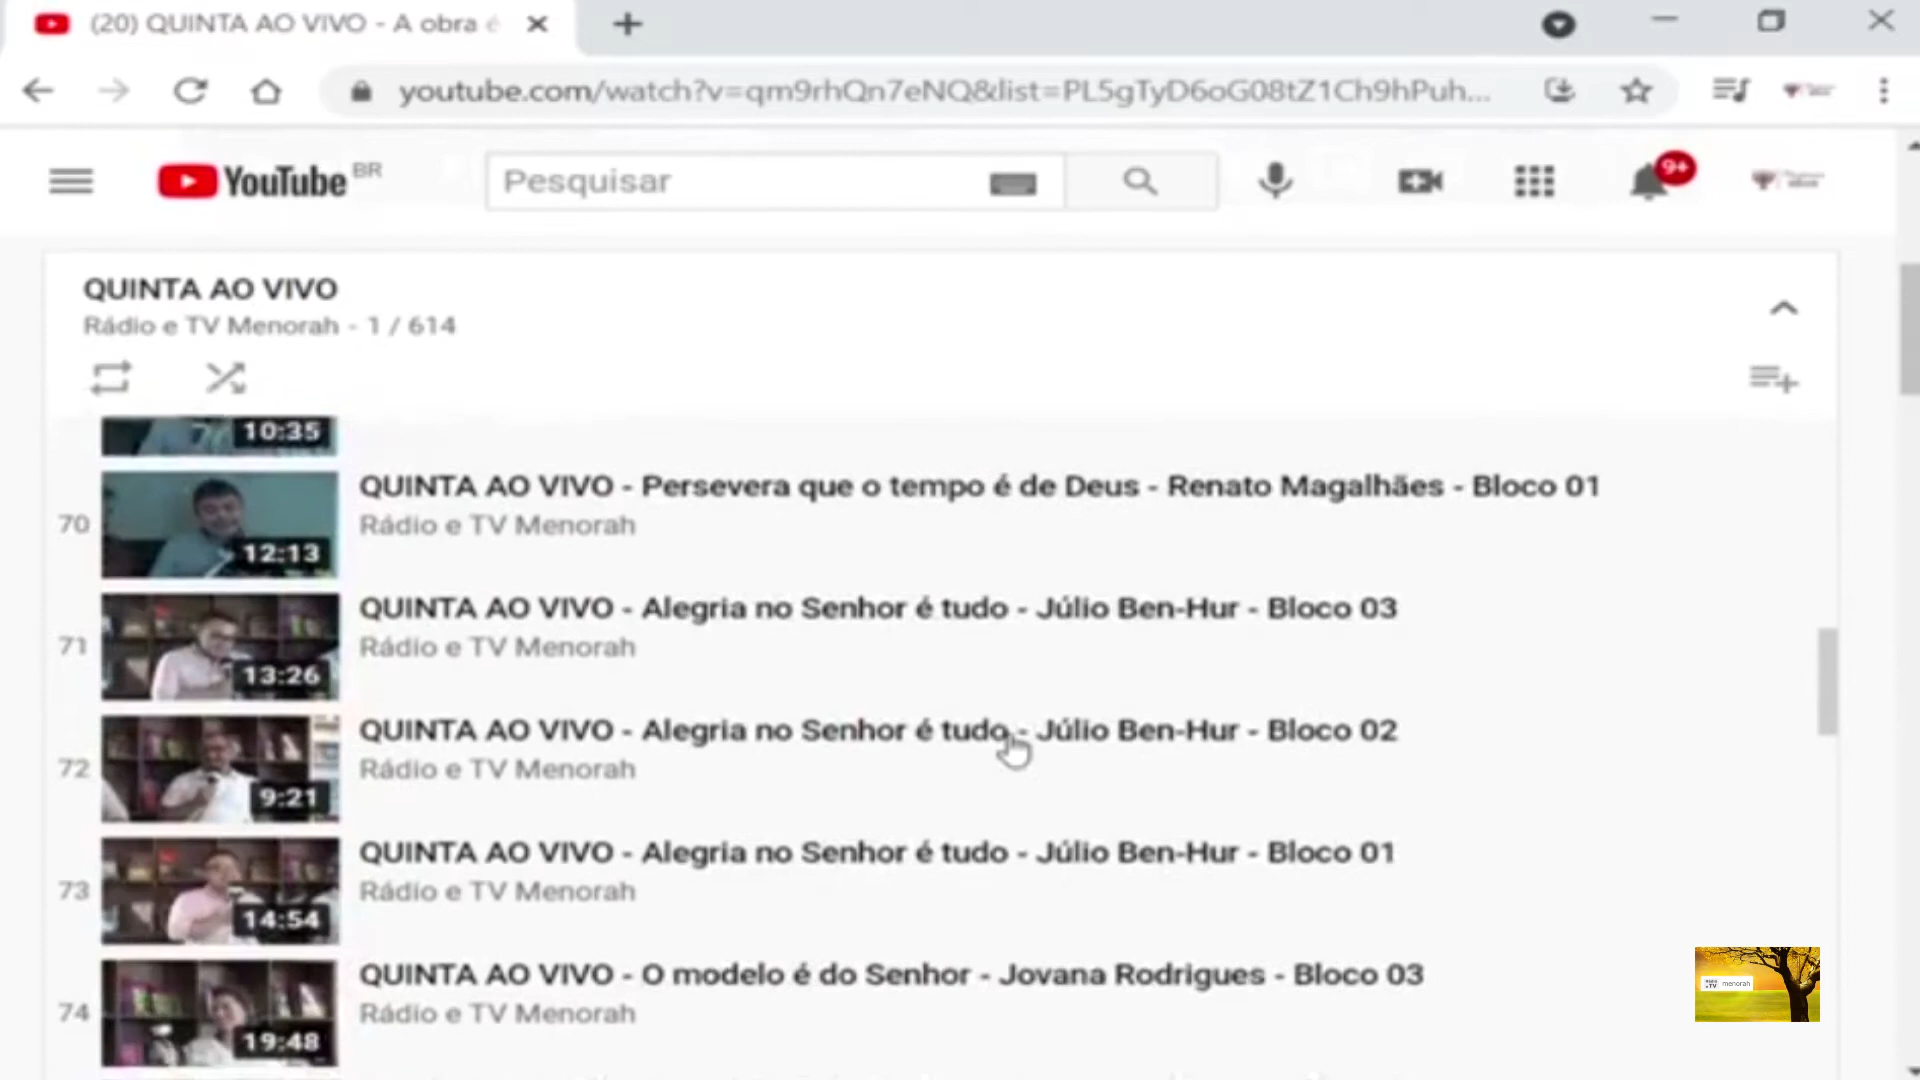 (20) QUINTA AO VIVO - A obra é
youtube.com/watch?v=qm9rhQn7eNQ&list=PL5gTyD6oG08tZ1Ch9hPuh...
YouTube BR
Pesquisar
9+
QUINTA AO VIVO
Rádio e TV Menorah - 1 / 614
10:35
70
12:13
QUINTA AO VIVO - Persevera que o tempo é de Deus - Renato Magalhães - Bloco 01
Rádio e TV Menorah
71
13:26
QUINTA AO VIVO - Alegria no Senhor é tudo - Júlio Ben-Hur - Bloco 03
Rádio e TV Menorah
72
9:21
QUINTA AO VIVO - Alegria no Senhor é tudo - Júlio Ben-Hur - Bloco 02
Rádio e TV Menorah
73
14:54
QUINTA AO VIVO - Alegria no Senhor é tudo - Júlio Ben-Hur - Bloco 01
Rádio e TV Menorah
74
19:48
QUINTA AO VIVO - O modelo é do Senhor - Jovana Rodrigues - Bloco 03
Rádio e TV Menorah
menorah